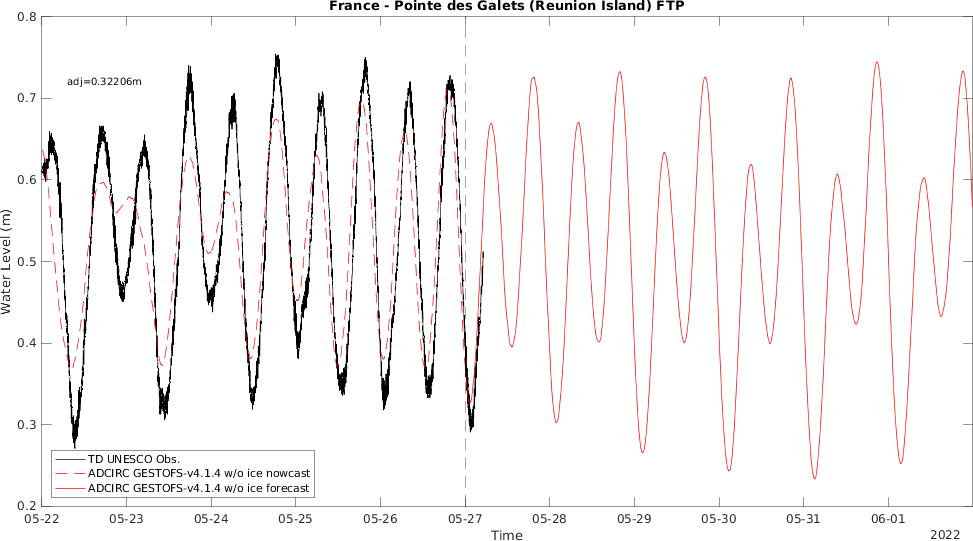 France - Pointe des Galets (Reunion Island) FTP
0.8
adj=0.32206m
0.7
0.6
Water Level (m)
0.5
0.4
0.3
TD UNESCO Obs.
ADCIRC GESTOFS-v4.1.4 w/o ice nowcast
ADCIRC GESTOFS-v4.1.4 w/o ice forecast
0.2
05-22 05-23 05-24 05-25 05-26 05-27 05-28 05-29 05-30 05-31 06-01
Time
2022